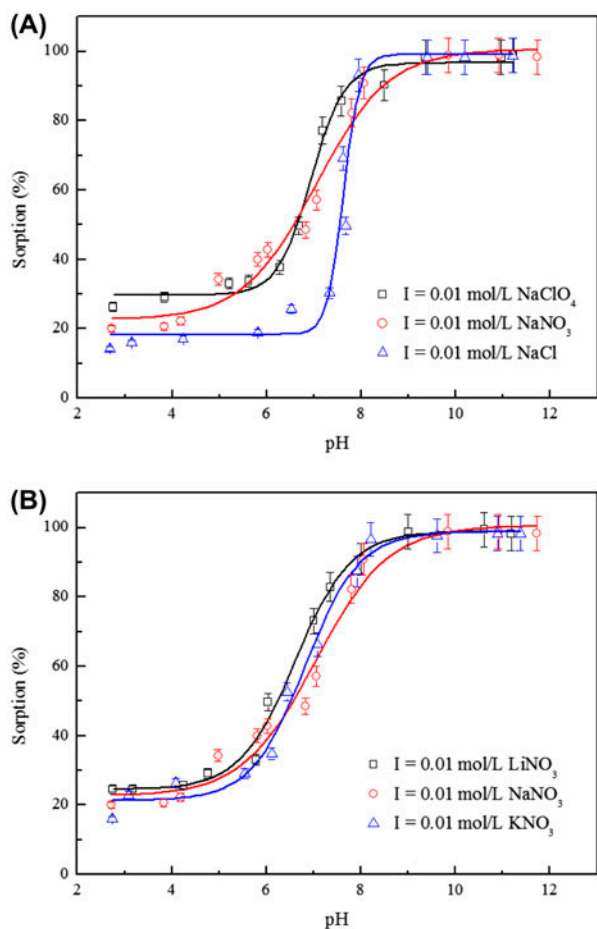 (A)
100
80
60
40
20
0
Sorption (%)
I = 0.01 mol/L NaClO₄
I = 0.01 mol/L NaNO₃
I = 0.01 mol/L NaCl
2 4 6 8 10 12
pH
(B)
100
80
60
40
20
0
Sorption (%)
I = 0.01 mol/L LiNO₃
I = 0.01 mol/L NaNO₃
I = 0.01 mol/L KNO₃
2 4 6 8 10 12
pH